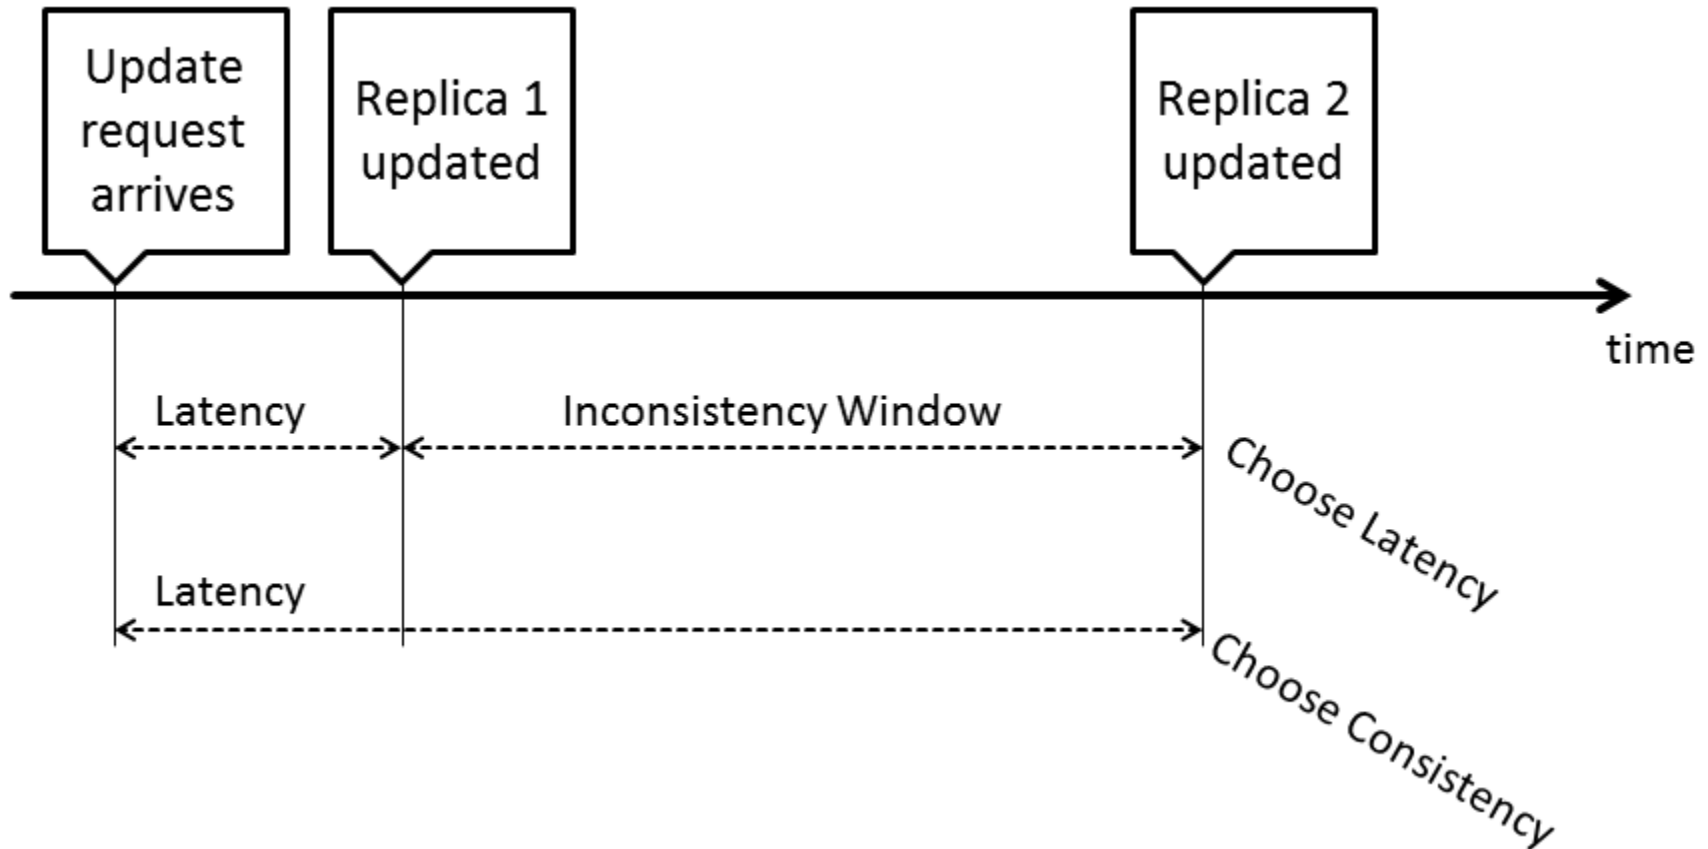 Update
request
arrives
Replica 1
updated
Replica 2
updated
time
Latency
Inconsistency Window
Choose Latency
Latency
Choose Consistency